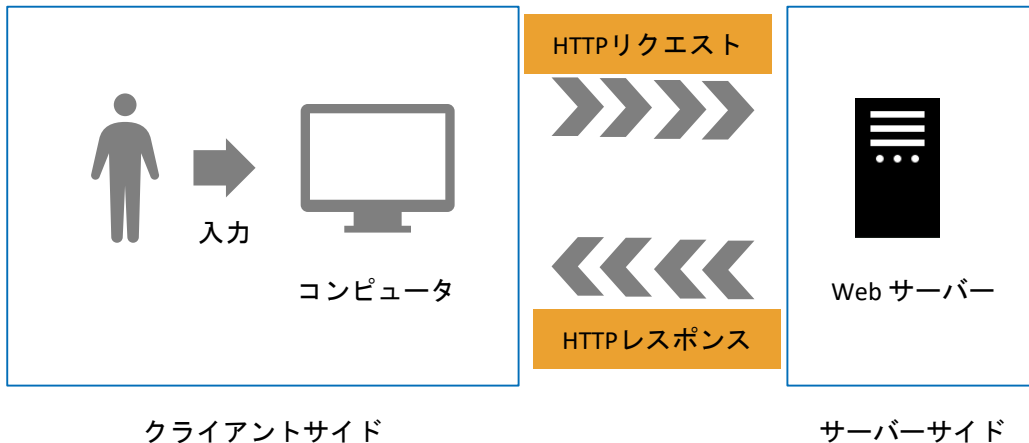 HTTPリクエスト
入力
コンピュータ
Web サーバー
HTTPレスポンス
クライアントサイド
サーバーサイド